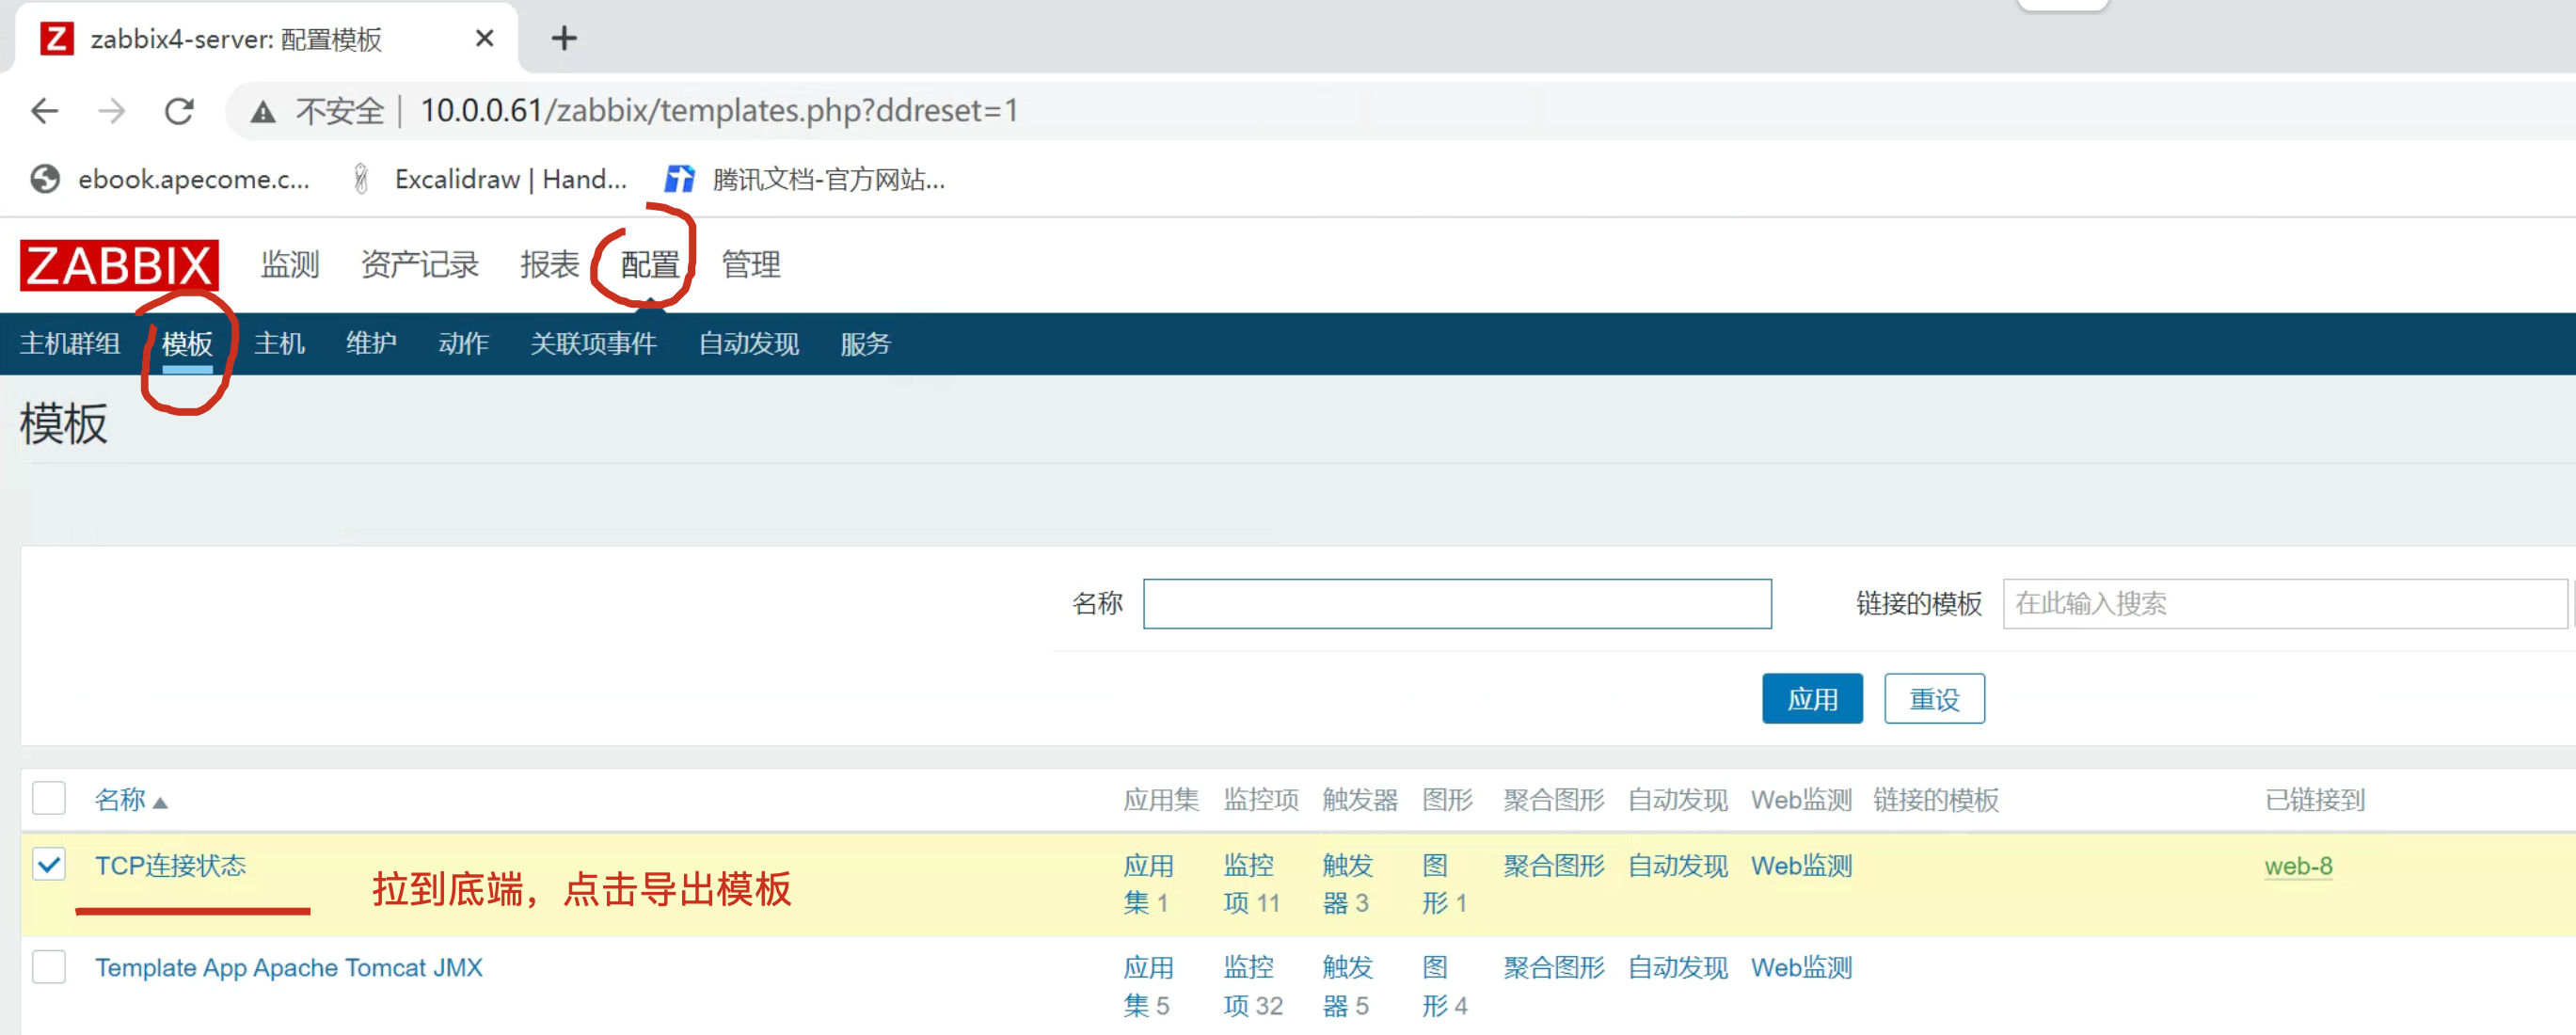 Z zabbix4-server: 配置模板
不安全 | 10.0.0.61/zabbix/templates.php?ddreset=1
ebook.apecome.c... Excalidraw | Hand... 腾讯文档-官方网站...
ZABBIX 监测 资产记录 报表 配置 管理
主机群组 模板 主机 维护 动作 关联项事件 自动发现 服务
模板
名称 链接的模板 在此输入搜索
应用 重设
名称 应用集 监控项 触发器 图形 聚合图形 自动发现 Web监测 链接的模板 已链接到
TCP连接状态 拉到底端，点击导出模板 应用 监控 触发 图 聚合图形 自动发现 Web监测 web-8
集 1 项 11 器 3 形 1
Template App Apache Tomcat JMX 应用 监控 触发 图 聚合图形 自动发现 Web监测
集 5 项 32 器 5 形 4